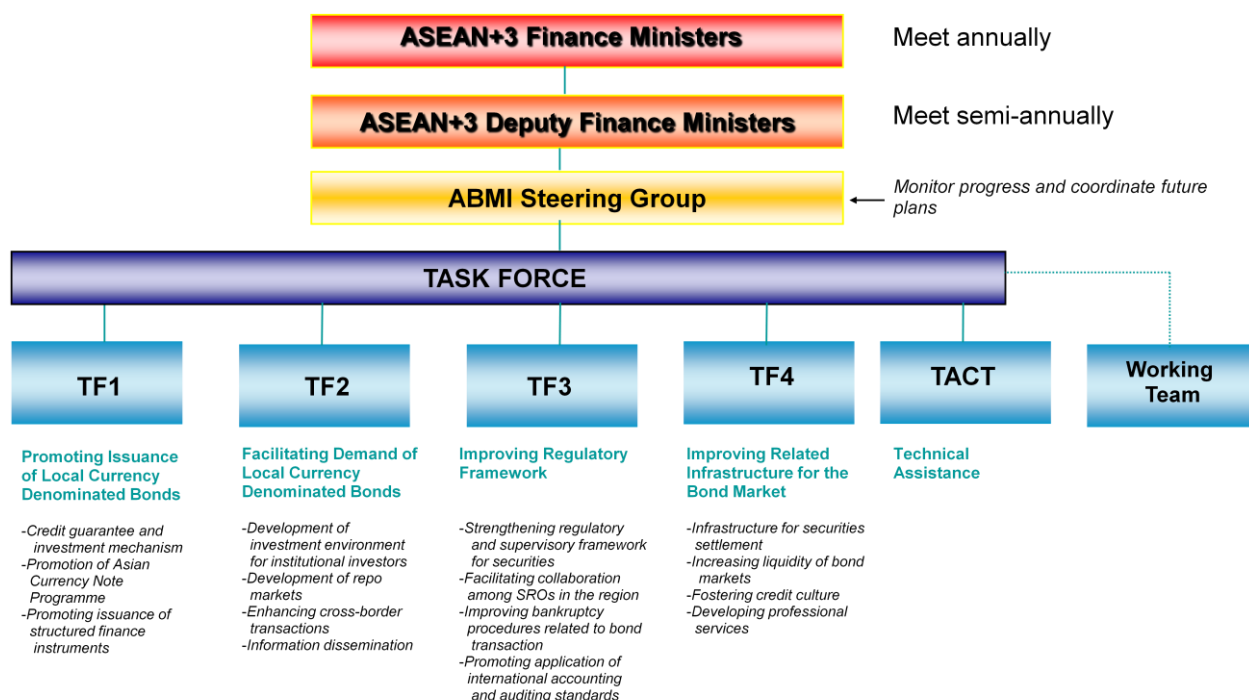 ASEAN+3 Finance Ministers
Meet annually
ASEAN+3 Deputy Finance Ministers
Meet semi-annually
ABMI Steering Group
Monitor progress and coordinate future
plans
TASK FORCE
TF1
TF2
TF3
TF4
TACT
Working
Team
Promoting Issuance
of Local Currency
Denominated Bonds
-Credit guarantee and
investment mechanism
-Promotion of Asian
Currency Note
Programme
-Promoting issuance of
structured finance
instruments
Facilitating Demand of
Local Currency
Denominated Bonds
-Development of
investment environment
for institutional investors
-Development of repo
markets
-Enhancing cross-border
transactions
-Information dissemination
Improving Regulatory
Framework
-Strengthening regulatory
and supervisory framework
for securities
-Facilitating collaboration
among SROs in the region
-Improving bankruptcy
procedures related to bond
transaction
-Promoting application of
international accounting
and auditing standards
Improving Related
Infrastructure for the
Bond Market
-Infrastructure for securities
settlement
-Increasing liquidity of bond
markets
-Fostering credit culture
-Developing professional
services
Technical
Assistance